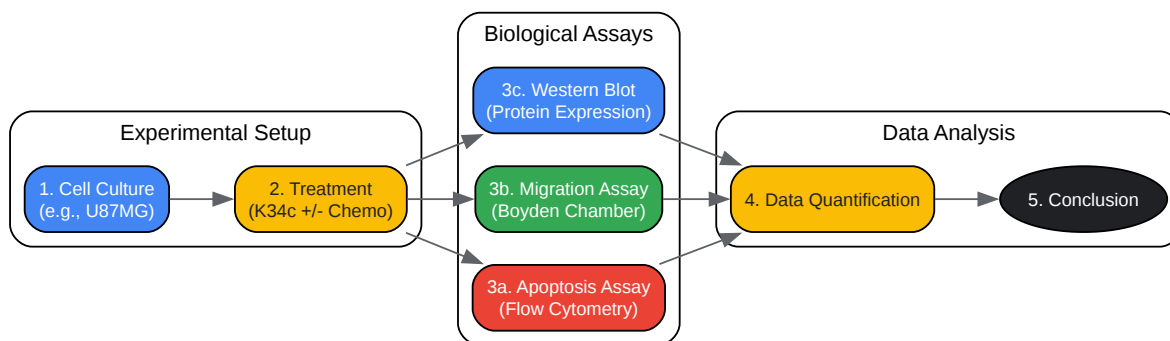 Experimental Setup
1. Cell Culture
(e.g., U87MG)
2. Treatment
(K34c +/- Chemo)
Biological Assays
3c. Western Blot
(Protein Expression)
3b. Migration Assay
(Boyden Chamber)
3a. Apoptosis Assay
(Flow Cytometry)
Data Analysis
4. Data Quantification
5. Conclusion